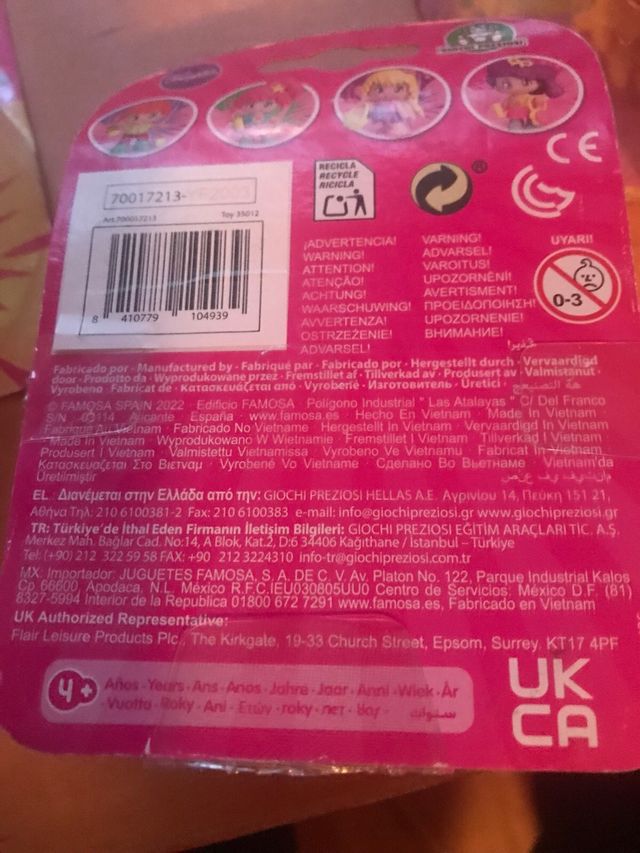 GIOCHI PREZIOSI
70017213-
Art.700017213 Toy 35012
8 410779 104939
RECICLA
RECYCLE
RICICLA
®
CE
¡ADVERTENCIA!
WARNING!
ATTENTION!
ATENÇÃO!
ACHTUNG!
WAARSCHUWING!
AVVERTENZA!
OSTRZEŻENIE!
ADVARSEL!
VARNING!
ADVARSEL!
VAROITUS!
UPOZORNĚNÍ!
AVERTISMENT!
ΠΡΟΕΙΔΟΠΟΙΗΣΗ!
UPOZORNENIE!
ВНИМАНИЕ!
UYARI!
0-3
Fabricado por · Manufactured by · Fabriqué par · Fabricado por · Hergestellt durch · Vervaardigd
door · Prodotto da · Wyprodukowane przez · Fremstillet af · Tillverkad av · Produsert av · Valmistanut ·
Vyrobeno · Fabricat de · Κατασκευάζεται από · Vyrobené · Изготовитель · Üretici ·
© FAMOSA SPAIN 2022 · Edificio FAMOSA · Polígono Industrial " Las Atalayas " C/ Del Franco
S/N - 03114 Alicante · España · www.famosa.es · Hecho En Vietnam · Made In Vietnam
Fabriqué Au Vietnam · Fabricado No Vietname · Hergestellt In Vietnam · Vervaardigd In Vietnam
Made In Vietnam · Wyprodukowano W Wietnamie · Fremstillet I Vietnam · Tillverkad I Vietnam
Produsert I Vietnam · Valmistettu Vietnamissa · Vyrobeno Ve Vietnamu · Fabricat In Vietnam
Κατασκευάζεται Στο Βιετναμ · Vyrobené Vo Vietname · Сделано Во Вьетнаме · Vietnam'da
Üretilmiştir
EL · Διανέμεται στην Ελλάδα από την: GIOCHI PREZIOSI HELLAS A.E. Αγρινίου 14, Πεύκη 151 21,
Αθήνα Τηλ: 210 6100381-2 Fax: 210 6100383 e-mail: info@giochipreziosi.gr www.giochipreziosi.gr
TR: Türkiye'de İthal Eden Firmanın İletişim Bilgileri: GIOCHI PREZIOSI EĞİTİM ARAÇLARI TİC. A.Ş.
Merkez Mah. Bağlar Cad. No:14, A Blok, Kat.2, D:6 34406 Kağıthane / İstanbul – Türkiye
Tel: (+90) 212 322 59 58 FAX: +90 212 3224310 info-tr@giochipreziosi.com.tr
MX: Importador: JUGUETES FAMOSA, S.A. DE C.V. Av. Platon No. 122, Parque Industrial Kalos
Cp 66600, Apodaca, N.L. México R.F.C.IEU030805UU0 Centro de Servicios: México D.F. (81)
8327-5994 Interior de la Republica 01800 672 7291 www.famosa.es, Fabricado en Vietnam
UK Authorized Representative:
Flair Leisure Products Plc., The Kirkgate, 19-33 Church Street, Epsom, Surrey. KT17 4PF
4+ Años · Years · Ans · Anos · Jahre · Jaar · Anni · Wiek · År
Vuotta · Roky · Ani · Ετών · roky · лет · Yaş · سنوات
UK
CA